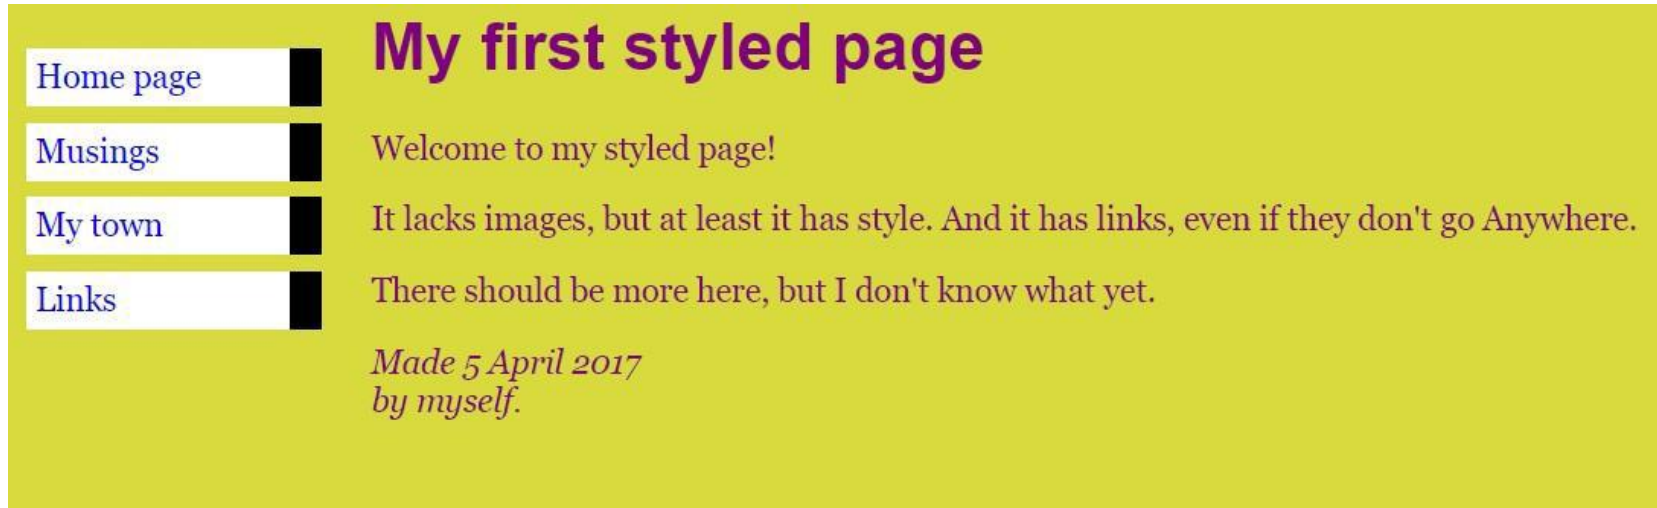 Home page
Musings
My town
Links
My first styled page
Welcome to my styled page!
It lacks images, but at least it has style. And it has links, even if they don't go Anywhere.
There should be more here, but I don't know what yet.
Made 5 April 2017
by myself.